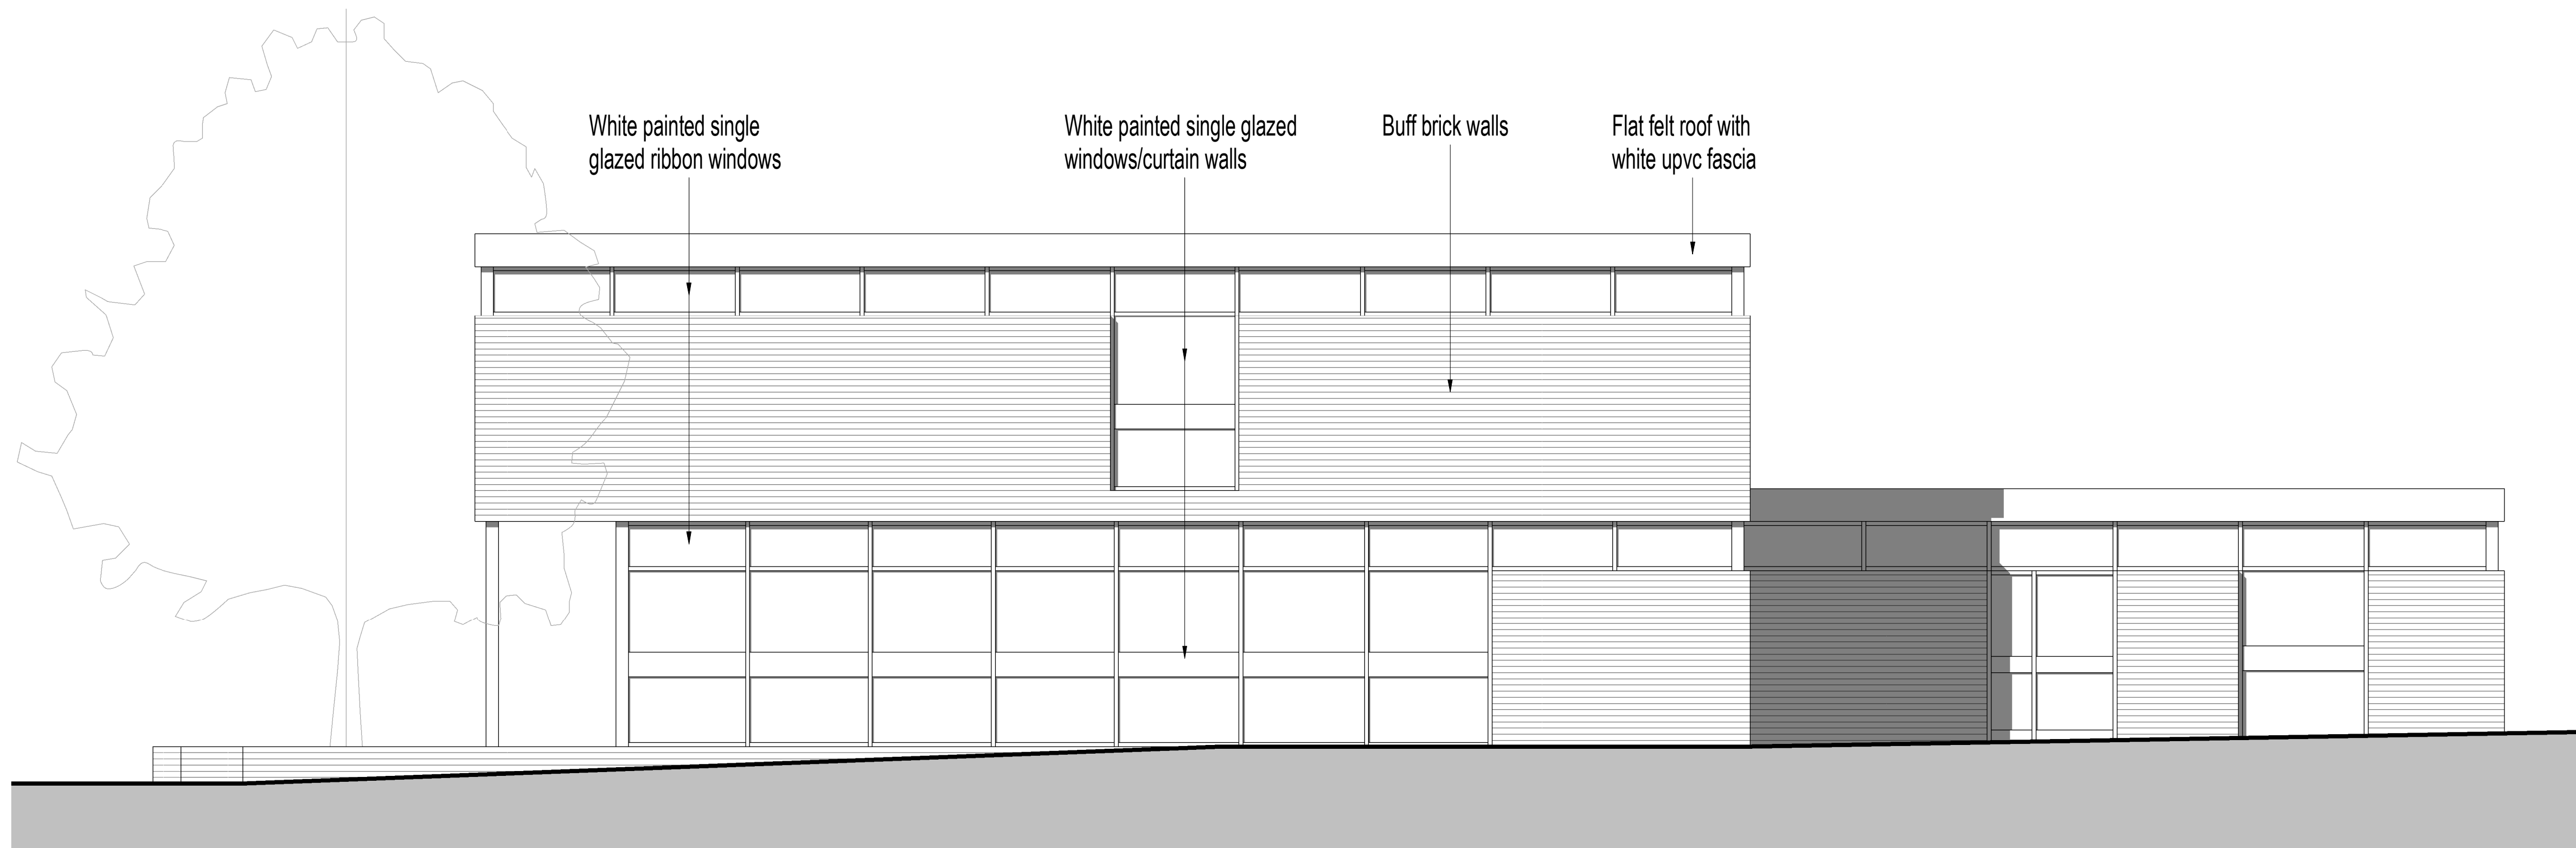 White painted single
glazed ribbon windows
White painted single glazed
windows/curtain walls
Buff brick walls
Flat felt roof with
white upvc fascia